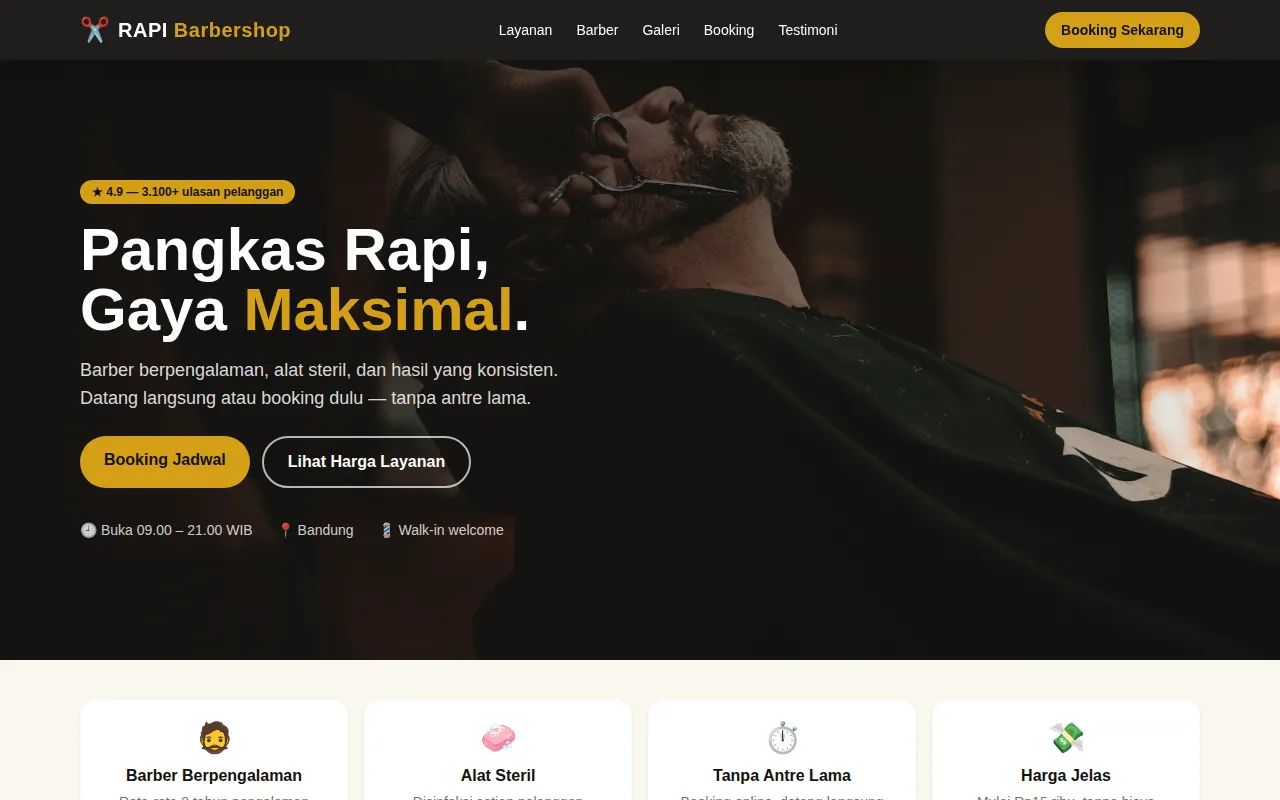 RAPI Barbershop
Layanan
Barber
Galeri
Booking
Testimoni
Booking Sekarang
★ 4.9 — 3.100+ ulasan pelanggan
Pangkas Rapi,
Gaya Maksimal.
Barber berpengalaman, alat steril, dan hasil yang konsisten.
Datang langsung atau booking dulu — tanpa antre lama.
Booking Jadwal
Lihat Harga Layanan
Buka 09.00 – 21.00 WIB
Bandung
Walk-in welcome
Barber Berpengalaman
Alat Steril
Tanpa Antre Lama
Harga Jelas